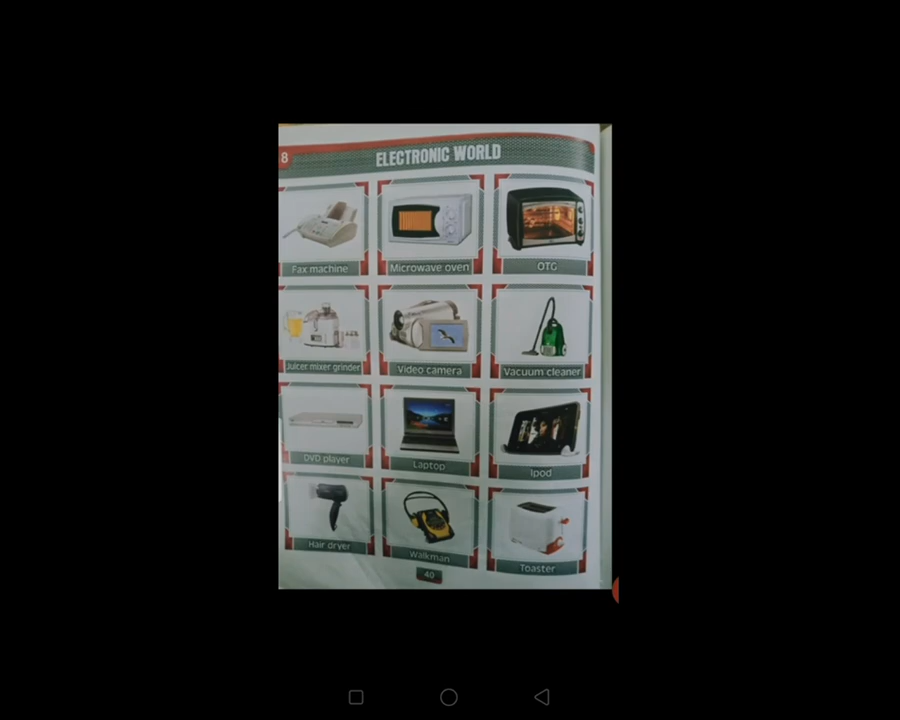 8
ELECTRONIC WORLD
Fax machine
Microwave oven
OTG
Juicer mixer grinder
Video camera
Vacuum cleaner
DVD player
Laptop
Ipod
Hair dryer
Walkman
Toaster
40